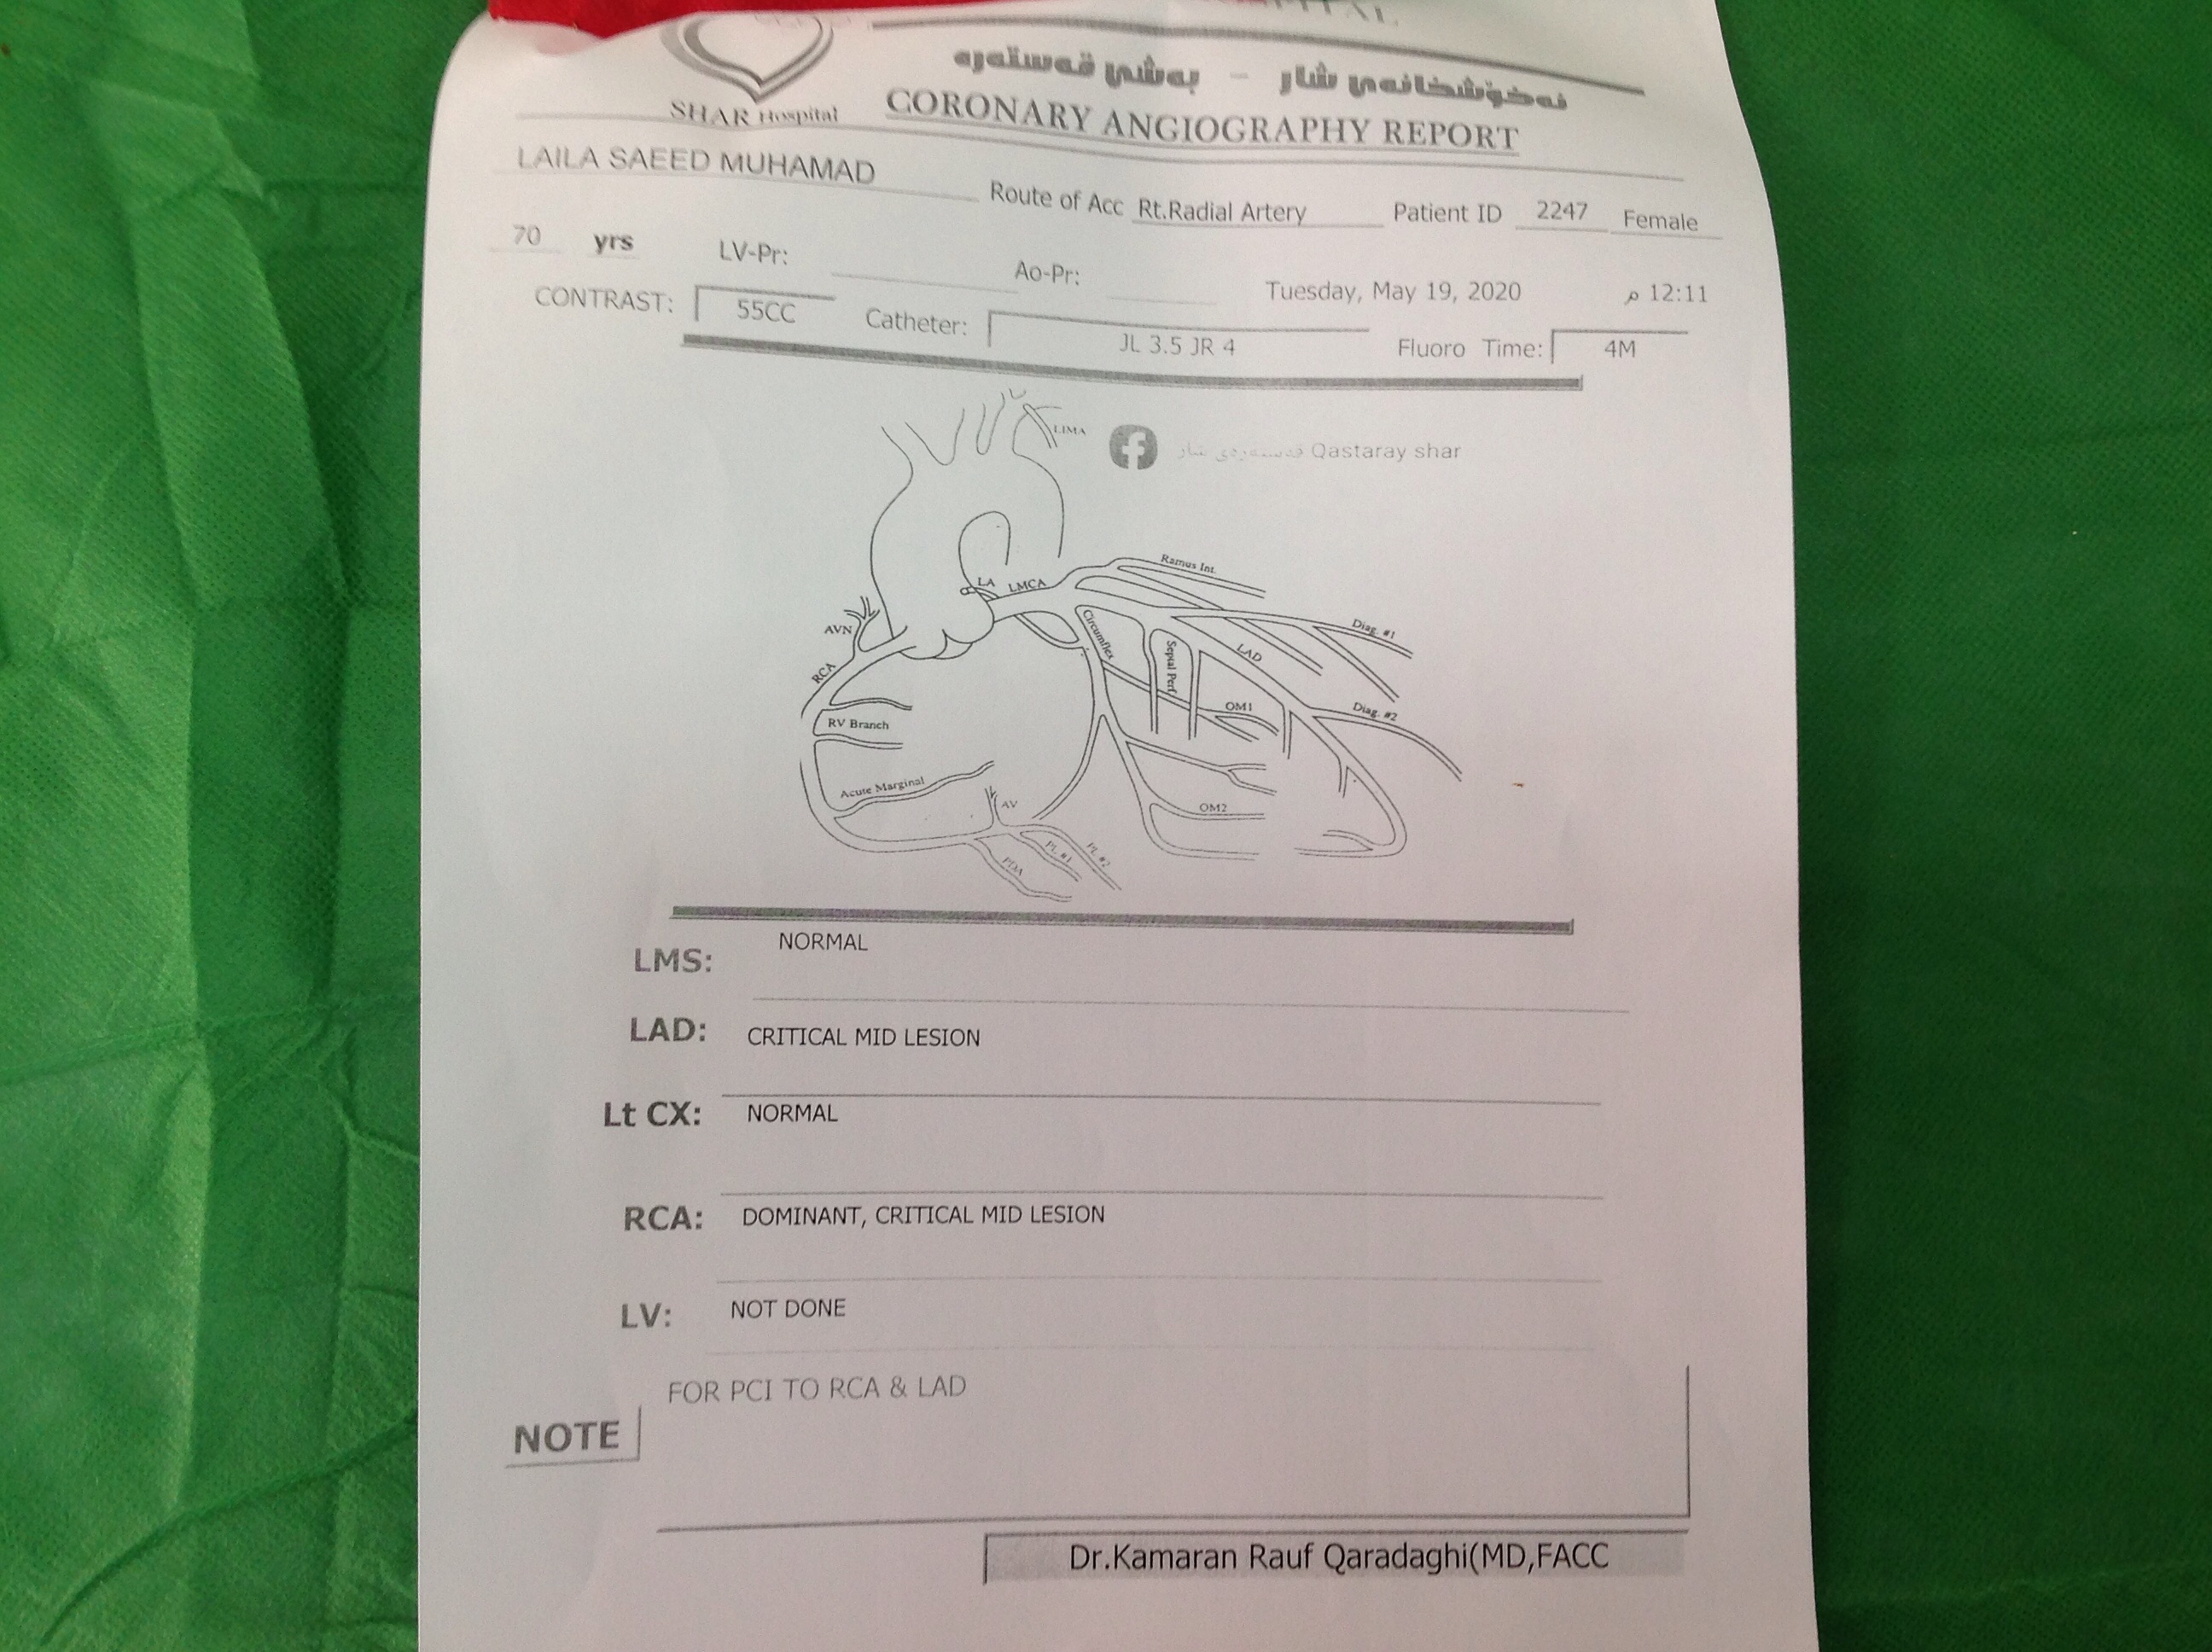 SHAR Hospital
نەخۆشخانەی شار – بەشی قەستەرە
CORONARY ANGIOGRAPHY REPORT
LAILA SAEED MUHAMAD
Route of Acc Rt.Radial Artery Patient ID 2247 Female
70 yrs LV-Pr: Ao-Pr: Tuesday, May 19, 2020 12:11 م
CONTRAST: 55CC Catheter: JL 3.5 JR 4 Fluoro Time: 4M
LIMA
قەستەرەی شار Qastaray shar
Ramus Int.
LA LMCA
AVN
Circumflex
Diag. #1
RCA
Septal Perf
LAD
OM1
Diag. #2
RV Branch
Acute Marginal
AV
OM2
PDA
PL #1
PL #2
LMS: NORMAL
LAD: CRITICAL MID LESION
Lt CX: NORMAL
RCA: DOMINANT, CRITICAL MID LESION
LV: NOT DONE
FOR PCI TO RCA & LAD
NOTE
Dr.Kamaran Rauf Qaradaghi(MD,FACC